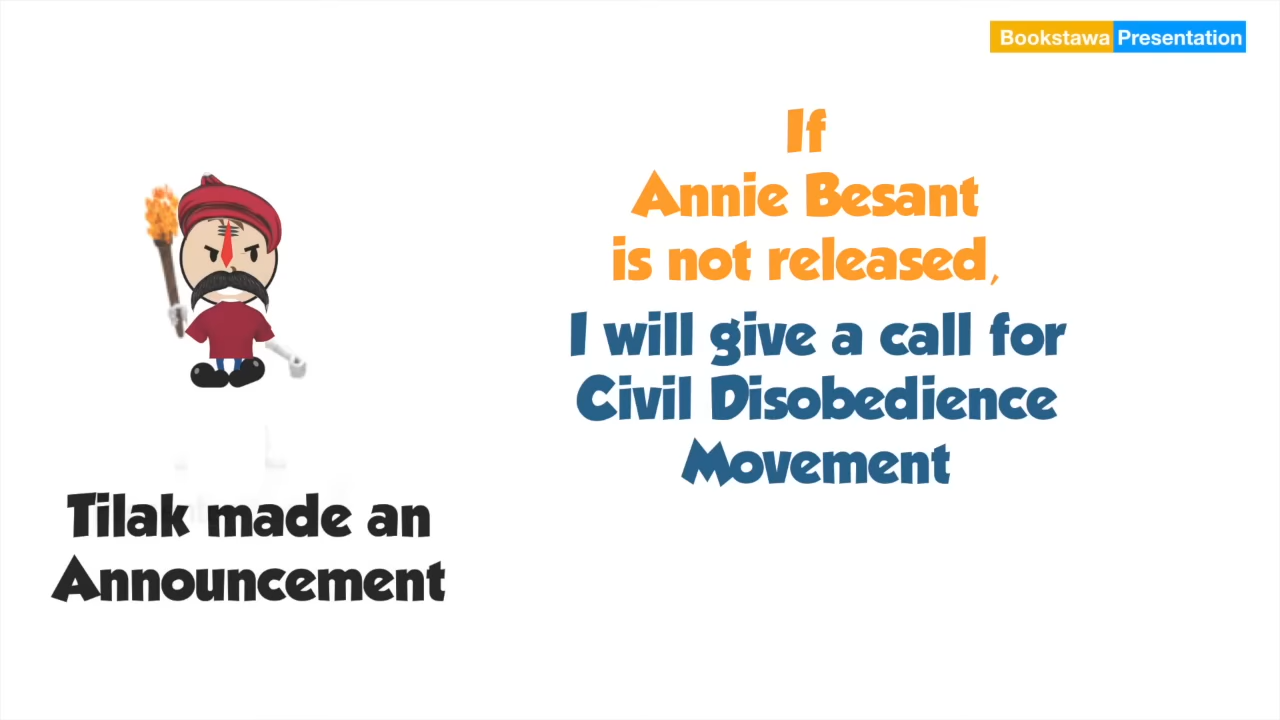 Bookstawa Presentation
If
Annie Besant
is not released,
I will give a call for
Civil Disobedience
Movement
Tilak made an
Announcement